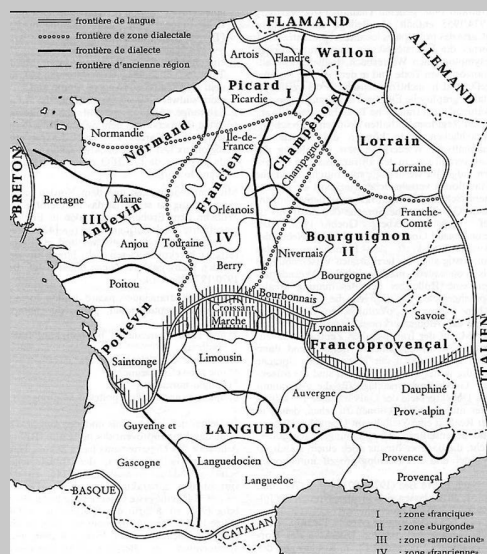 frontière de langue
frontière de zone dialectale
frontière de dialecte
frontière d'ancienne région
FLAMAND
ALLEMAND
Artois
Flandre
Wallon
Picard
I
Picardie
Normandie
Normand
Ile-de-
France
Champenois
Champagne
Lorrain
Lorraine
BRETON
Bretagne
Maine
III
Angevin
Anjou
Touraine
Francien
Orléanois
IV
Berry
Nivernais
Bourguignon
II
Bourgogne
Franche-
Comté
Poitou
Poitevin
Saintonge
Bourbonnais
Croissant
Marche
Limousin
Lyonnais
Savoie
Francoprovençal
ITALIEN
Auvergne
Dauphiné
Prov.-alpin
Guyenne et
Gascogne
LANGUE D'OC
Languedocien
Languedoc
Provence
Provençal
BASQUE
CATALAN
I : zone «francique»
II : zone «burgonde»
III : zone «armoricaine»
IV : zone «francienne»